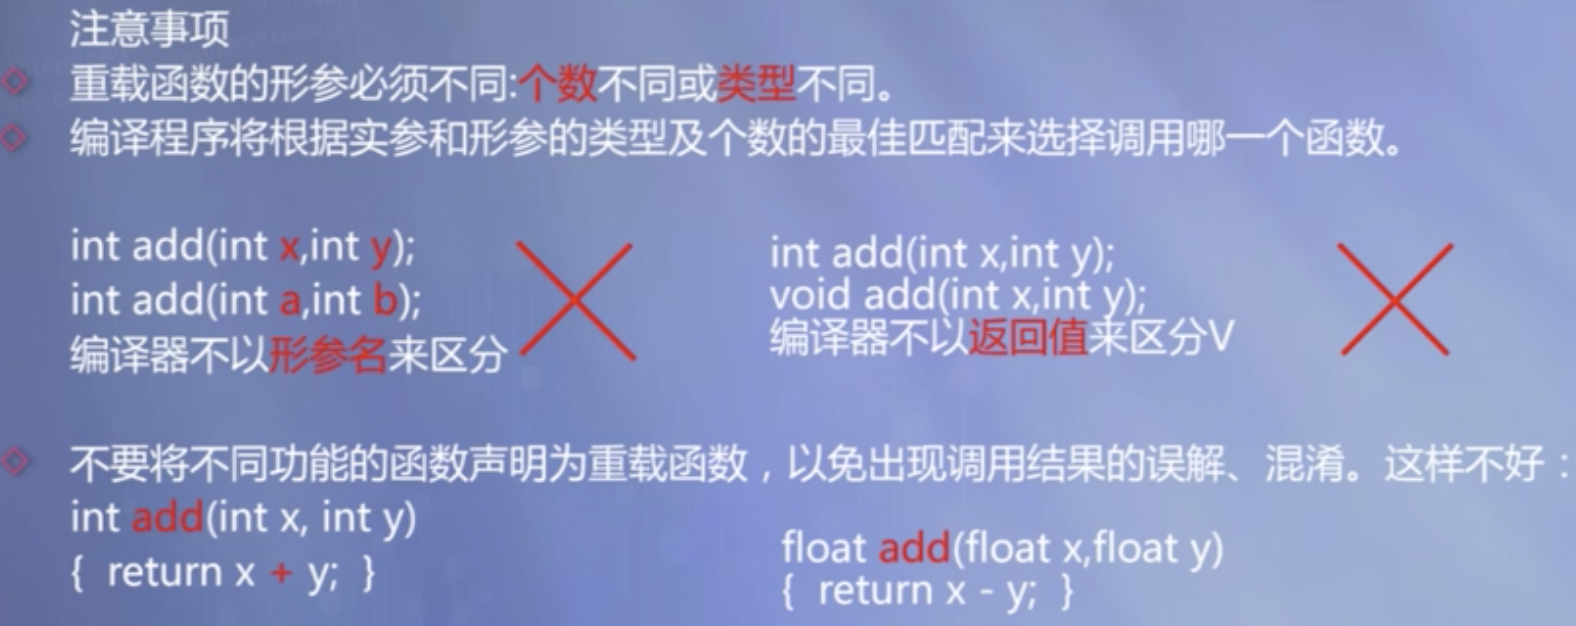 注意事项
重载函数的形参必须不同:个数不同或类型不同。
编译程序将根据实参和形参的类型及个数的最佳匹配来选择调用哪一个函数。
int add(int x,int y);
int add(int a,int b);
编译器不以形参名来区分
int add(int x,int y);
void add(int x,int y);
编译器不以返回值来区分V
不要将不同功能的函数声明为重载函数，以免出现调用结果的误解、混淆。这样不好：
int add(int x, int y)
{ return x + y; }
float add(float x,float y)
{ return x - y; }